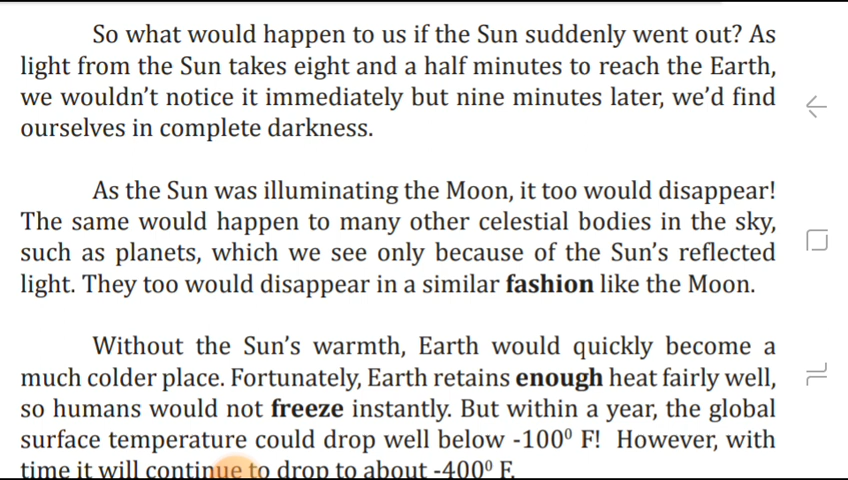 So what would happen to us if the Sun suddenly went out? As
light from the Sun takes eight and a half minutes to reach the Earth,
we wouldn’t notice it immediately but nine minutes later, we’d find
ourselves in complete darkness.
As the Sun was illuminating the Moon, it too would disappear!
The same would happen to many other celestial bodies in the sky,
such as planets, which we see only because of the Sun’s reflected
light. They too would disappear in a similar fashion like the Moon.
Without the Sun’s warmth, Earth would quickly become a
much colder place. Fortunately, Earth retains enough heat fairly well,
so humans would not freeze instantly. But within a year, the global
surface temperature could drop well below -100⁰ F! However, with
time it will continue to drop to about -400⁰ F.